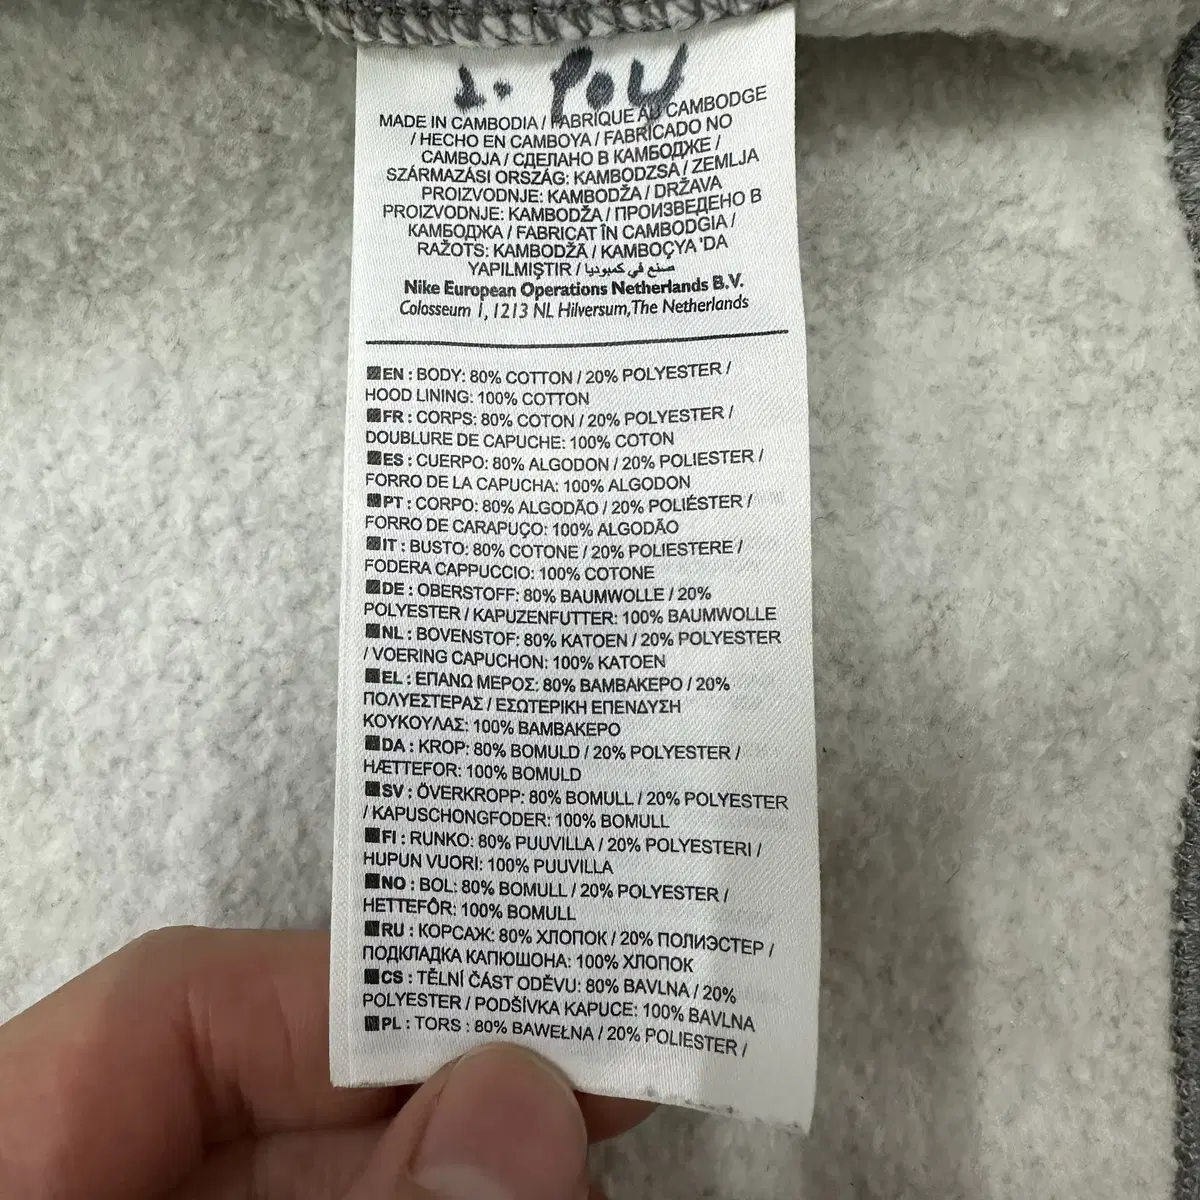 J. POU
MADE IN CAMBODIA / FABRIQUE AU CAMBODGE
/ HECHO EN CAMBOYA / FABRICADO NO
CAMBOJA / СДЕЛАНО В КАМБОДЖЕ /
SZÁRMAZÁSI ORSZÁG: KAMBODZSA / ZEMLJA
PROIZVODNJE: KAMBODŽA / DRŽAVA
PROIZVODNJE: KAMBODŽA / ПРОИЗВЕДЕНО В
КАМБОДЖА / FABRICAT ÎN CAMBODGIA /
RAŽOTS: KAMBODŽĀ / KAMBOÇYA 'DA
YAPILMIŞTIR / صنع في كمبوديا
Nike European Operations Netherlands B.V.
Colosseum 1, 1213 NL Hilversum, The Netherlands
EN : BODY: 80% COTTON / 20% POLYESTER /
HOOD LINING: 100% COTTON
FR : CORPS: 80% COTON / 20% POLYESTER /
DOUBLURE DE CAPUCHE: 100% COTON
ES : CUERPO: 80% ALGODON / 20% POLIESTER /
FORRO DE LA CAPUCHA: 100% ALGODON
PT : CORPO: 80% ALGODÃO / 20% POLIÉSTER /
FORRO DE CARAPUÇO: 100% ALGODÃO
IT : BUSTO: 80% COTONE / 20% POLIESTERE /
FODERA CAPPUCCIO: 100% COTONE
DE : OBERSTOFF: 80% BAUMWOLLE / 20%
POLYESTER / KAPUZENFUTTER: 100% BAUMWOLLE
NL : BOVENSTOF: 80% KATOEN / 20% POLYESTER
/ VOERING CAPUCHON: 100% KATOEN
EL : ΕΠΑΝΩ ΜΕΡΟΣ: 80% ΒΑΜΒΑΚΕΡΟ / 20%
ΠΟΛΥΕΣΤΕΡΑΣ / ΕΣΩΤΕΡΙΚΗ ΕΠΕΝΔΥΣΗ
ΚΟΥΚΟΥΛΑΣ: 100% ΒΑΜΒΑΚΕΡΟ
DA : KROP: 80% BOMULD / 20% POLYESTER /
HÆTTEFOR: 100% BOMULD
SV : ÖVERKROPP: 80% BOMULL / 20% POLYESTER
/ KAPUSCHONGFODER: 100% BOMULL
FI : RUNKO: 80% PUUVILLA / 20% POLYESTERI /
HUPUN VUORI: 100% PUUVILLA
NO : BOL: 80% BOMULL / 20% POLYESTER /
HETTEFÔR: 100% BOMULL
RU : КОРСАЖ: 80% ХЛОПОК / 20% ПОЛИЭСТЕР /
ПОДКЛАДКА КАПЮШОНА: 100% ХЛОПОК
CS : TĚLNÍ ČÁST ODĚVU: 80% BAVLNA / 20%
POLYESTER / PODŠÍVKA KAPUCE: 100% BAVLNA
PL : TORS : 80% BAWEŁNA / 20% POLIESTER /